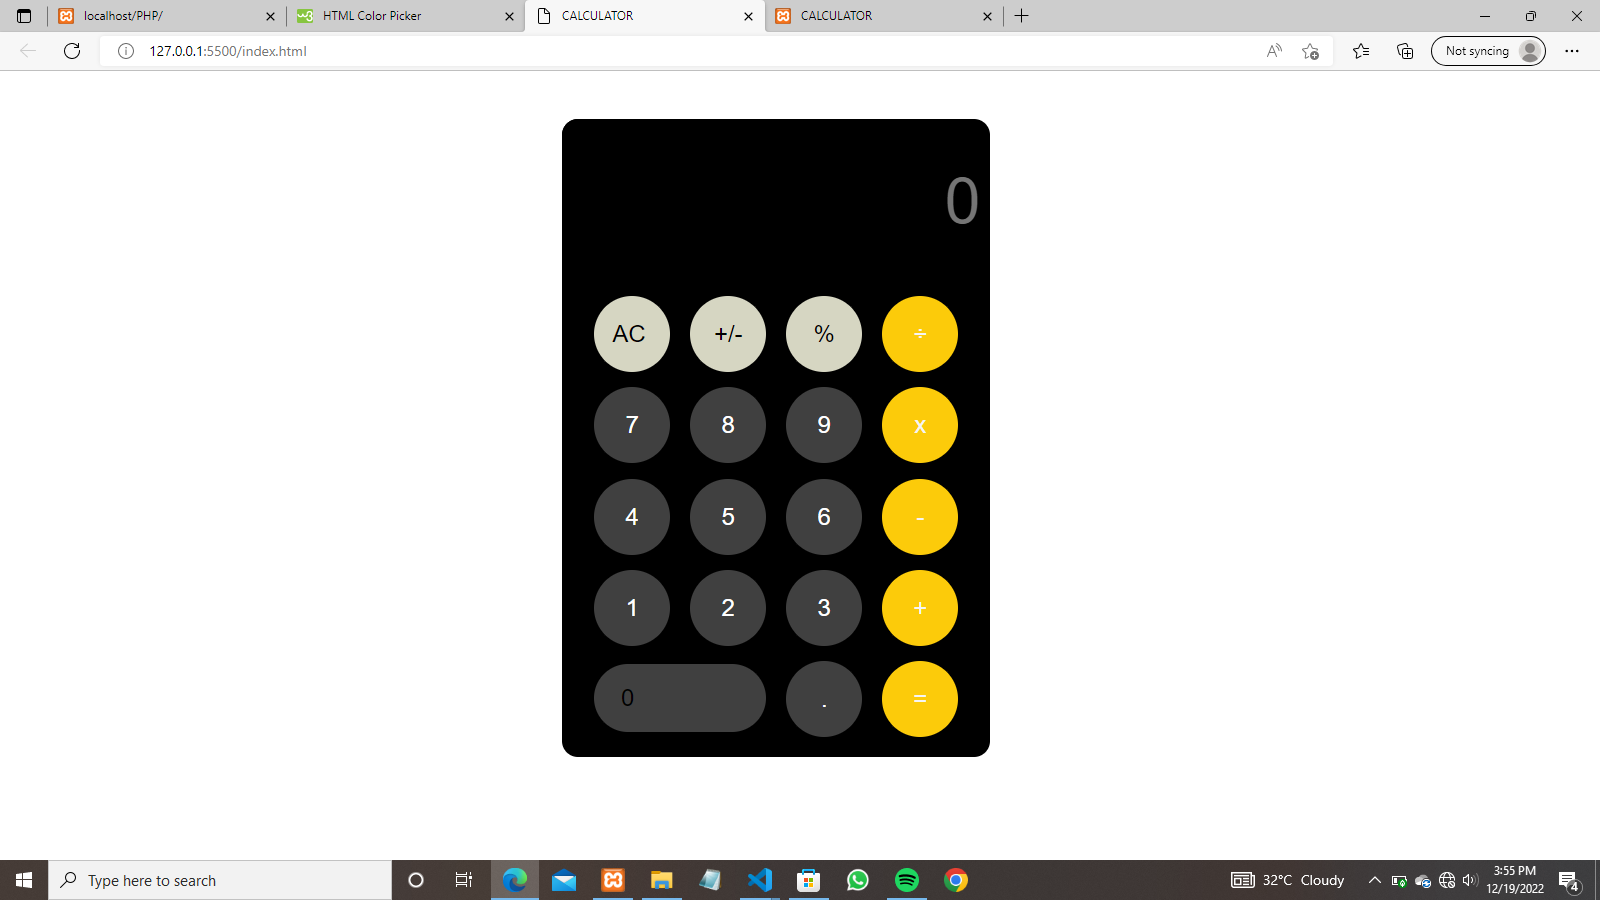 localhost/PHP/
HTML Color Picker
CALCULATOR
CALCULATOR
127.0.0.1:5500/index.html
Not syncing
0
AC +/- % ÷
7 8 9 x
4 5 6 -
1 2 3 +
0 . =
Type here to search
32°C Cloudy
3:55 PM
12/19/2022
4